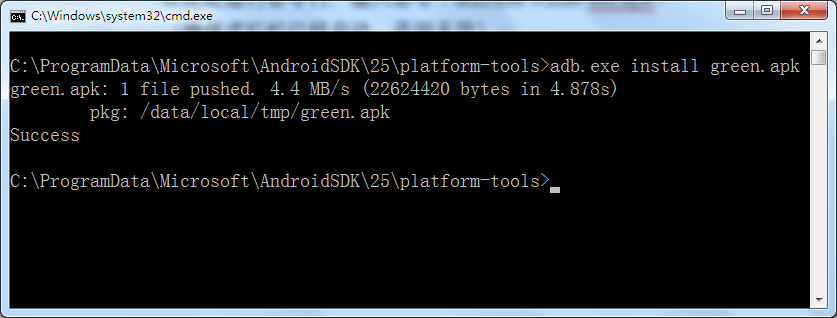 C:\Windows\system32\cmd.exe
C:\ProgramData\Microsoft\AndroidSDK\25\platform-tools>adb.exe install green.apk
green.apk: 1 file pushed. 4.4 MB/s (22624420 bytes in 4.878s)
pkg: /data/local/tmp/green.apk
Success
C:\ProgramData\Microsoft\AndroidSDK\25\platform-tools>